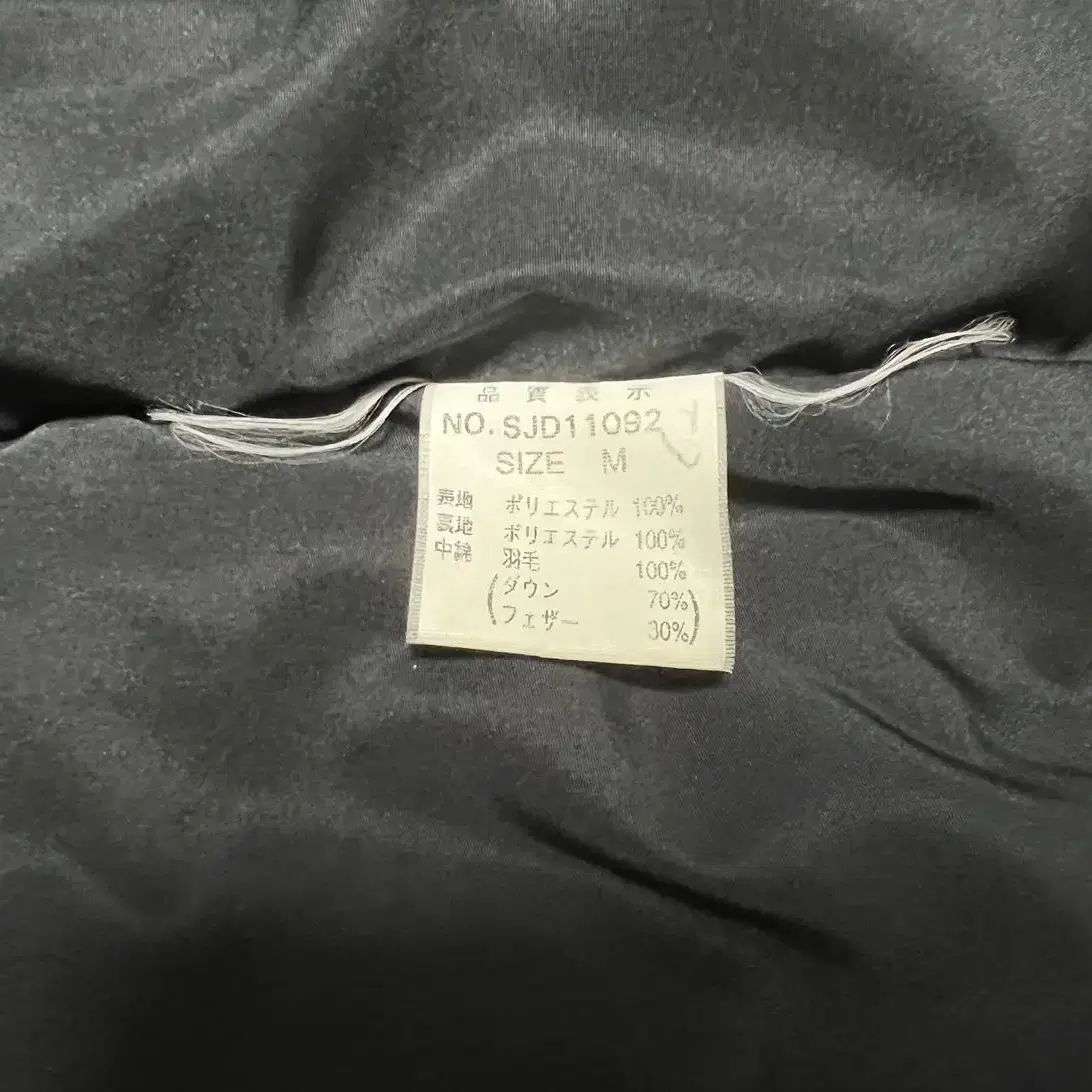 品質表示
NO. SJD11092
SIZE M
表地 ポリエステル 100%
裏地 ポリエステル 100%
中綿 羽毛 100%
(ダウン 70%
フェザー 30%)